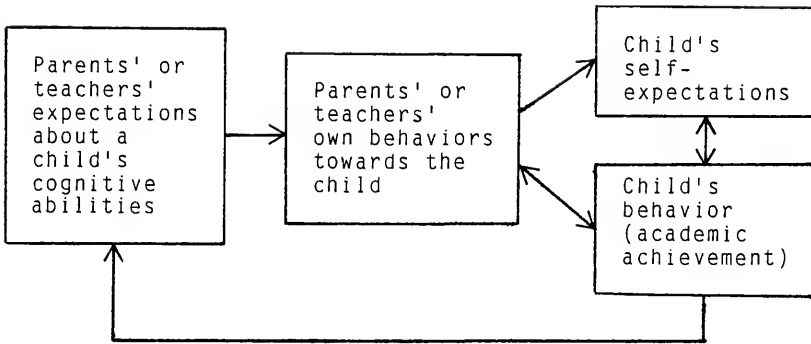 Parents' or
teachers'
expectations
about a
child's
cognitive
abilities
Parents' or
teachers'
own behaviors
towards the
child
Child's
self-
expectations
Child's
behavior
(academic
achievement)